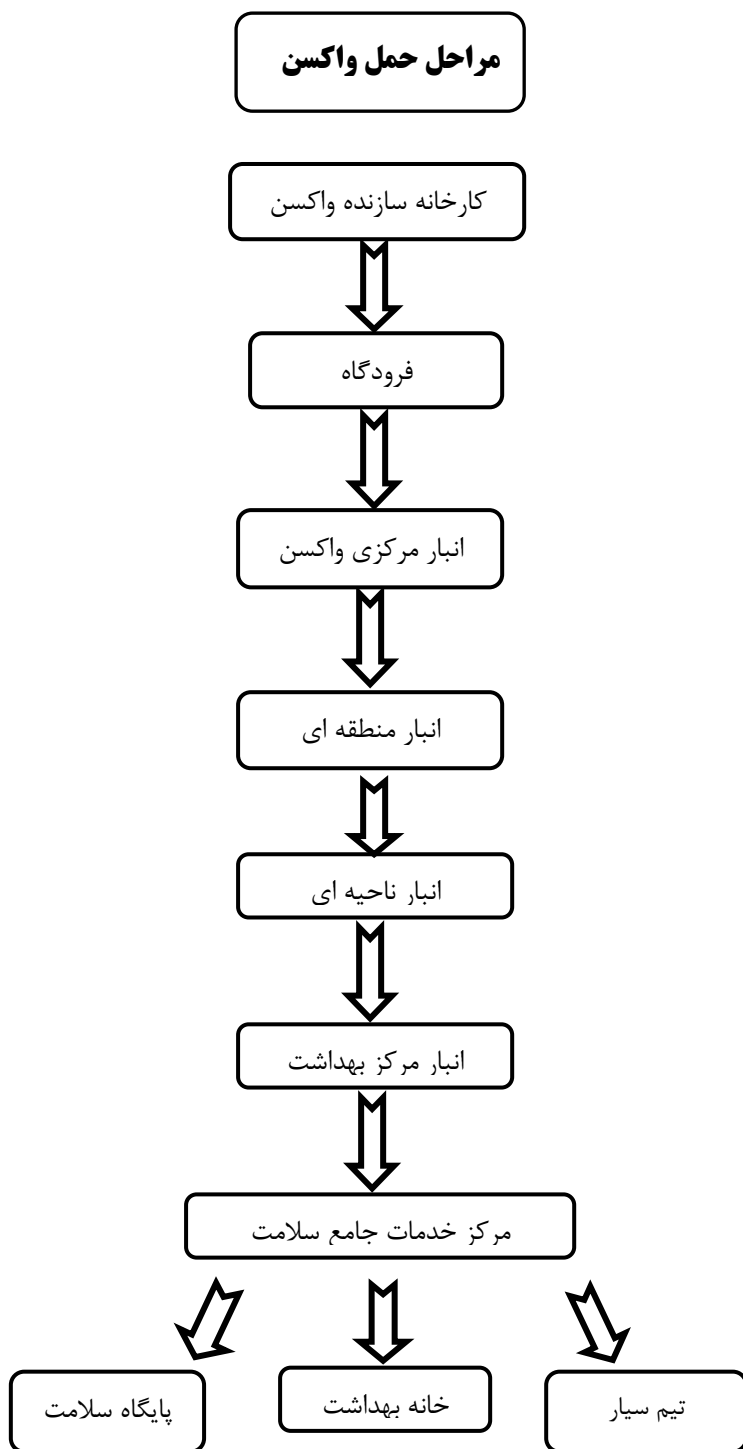 مراحل حمل واکسن
کارخانه سازنده واکسن
فرودگاه
انبار مرکزی واکسن
انبار منطقه ای
انبار ناحیه ای
انبار مرکز بهداشت
مرکز خدمات جامع سلامت
تیم سیار
خانه بهداشت
پایگاه سلامت